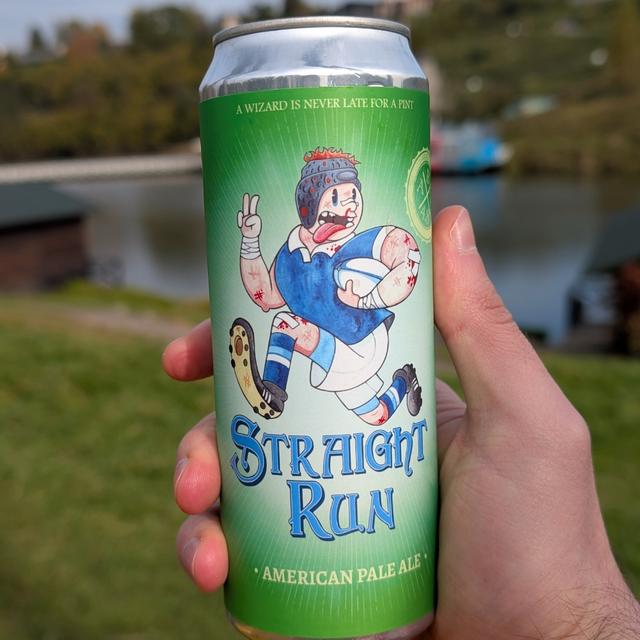 A WIZARD IS NEVER LATE FOR A PINT
STRAIGHT
RUN
• AMERICAN PALE ALE •